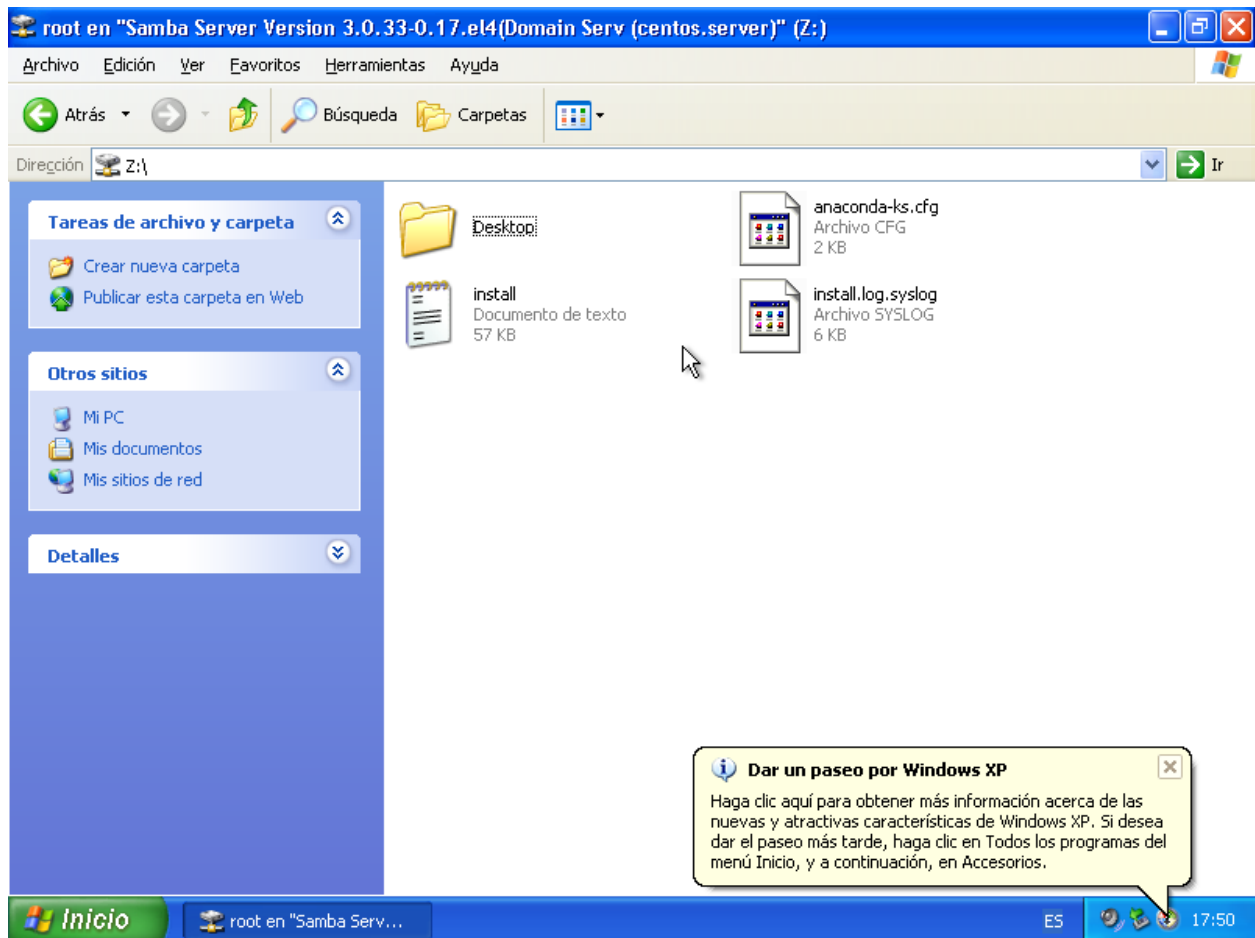 root en "Samba Server Version 3.0.33-0.17.el4(Domain Serv (centos.server)" (Z:)
Archivo Edición Ver Favoritos Herramientas Ayuda
Atrás Búsqueda Carpetas
Dirección Z:\ Ir
Tareas de archivo y carpeta
Crear nueva carpeta
Publicar esta carpeta en Web
Otros sitios
Mi PC
Mis documentos
Mis sitios de red
Detalles
Desktop
anaconda-ks.cfg
Archivo CFG
2 KB
install
Documento de texto
57 KB
install.log.syslog
Archivo SYSLOG
6 KB
Dar un paseo por Windows XP
Haga clic aquí para obtener más información acerca de las
nuevas y atractivas características de Windows XP. Si desea
dar el paseo más tarde, haga clic en Todos los programas del
menú Inicio, y a continuación, en Accesorios.
Inicio root en "Samba Serv... ES 17:50